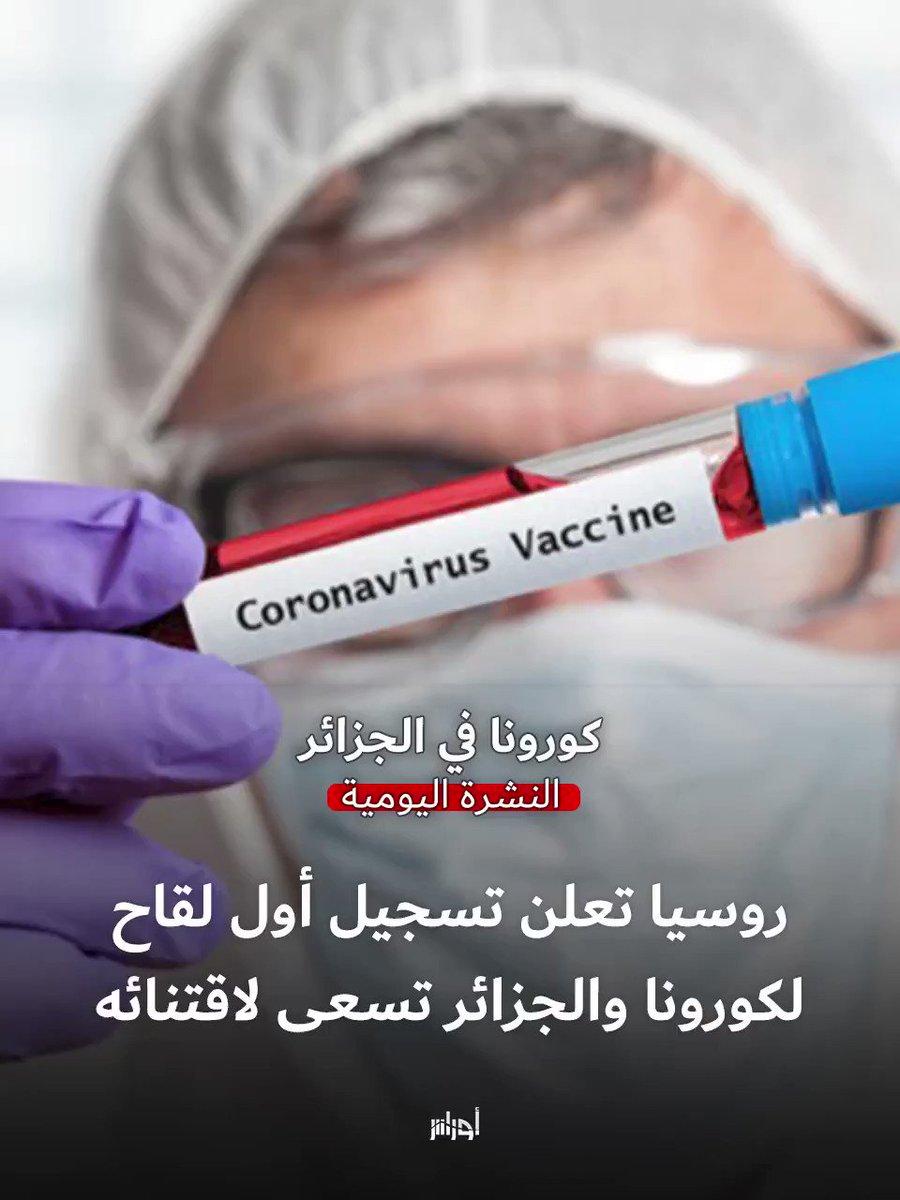 Coronavirus Vaccine
كورونا في الجزائر
النشرة اليومية
روسيا تعلن تسجيل أول لقاح
لكورونا والجزائر تسعى لاقتنائه
أوراس